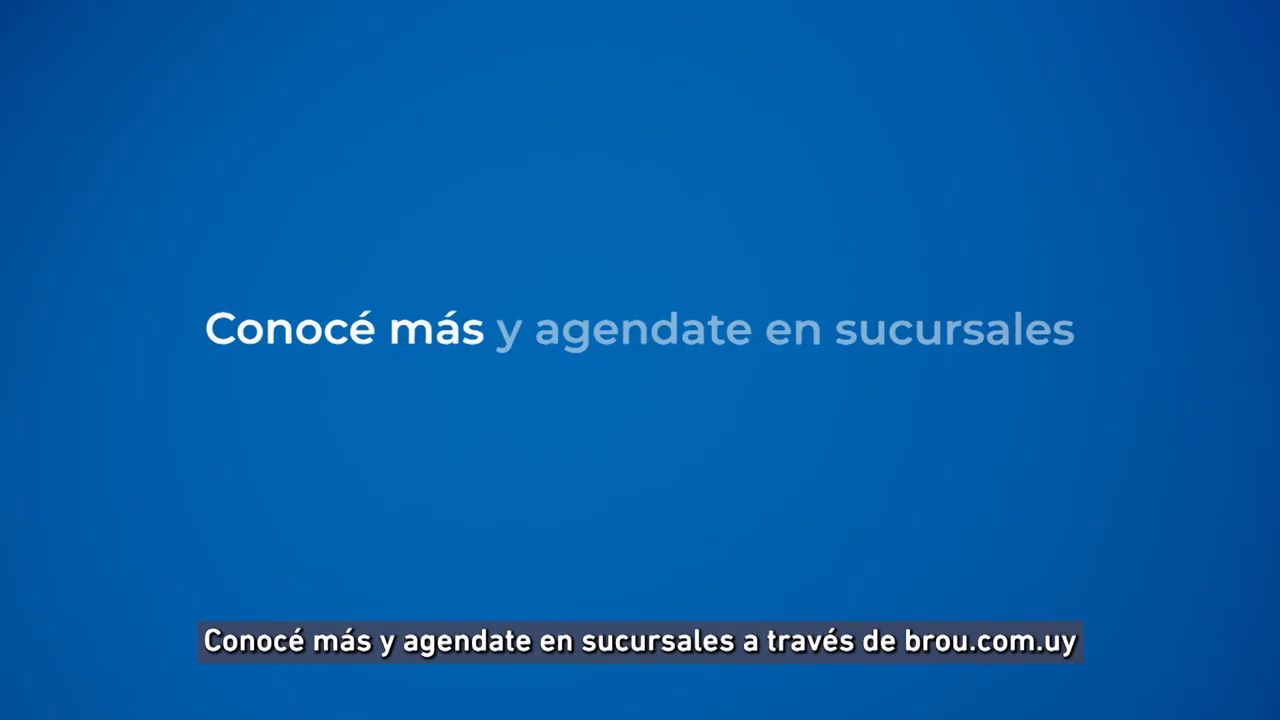 Conocé más y agendate en sucursales
Conocé más y agendate en sucursales a través de brou.com.uy